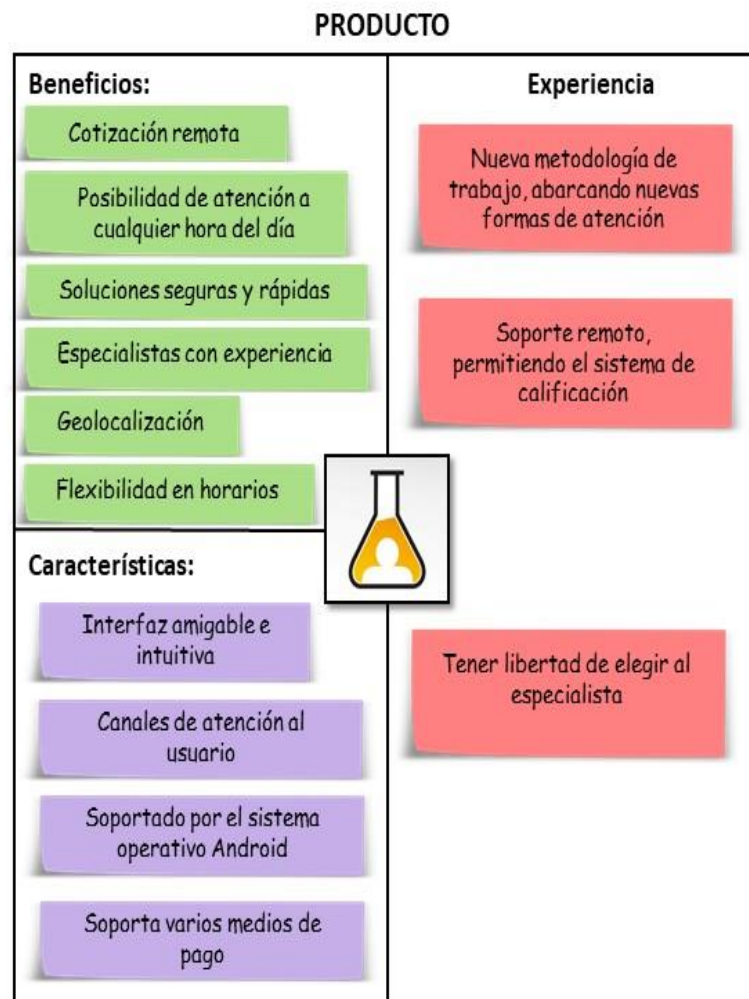 PRODUCTO
Beneficios:
Cotización remota
Posibilidad de atención a
cualquier hora del día
Soluciones seguras y rápidas
Especialistas con experiencia
Geolocalización
Flexibilidad en horarios
Características:
Interfaz amigable e
intuitiva
Canales de atención al
usuario
Soportado por el sistema
operativo Android
Soporta varios medios de
pago
Experiencia
Nueva metodología de
trabajo, abarcando nuevas
formas de atención
Soporte remoto,
permitiendo el sistema de
calificación
Tener libertad de elegir al
especialista